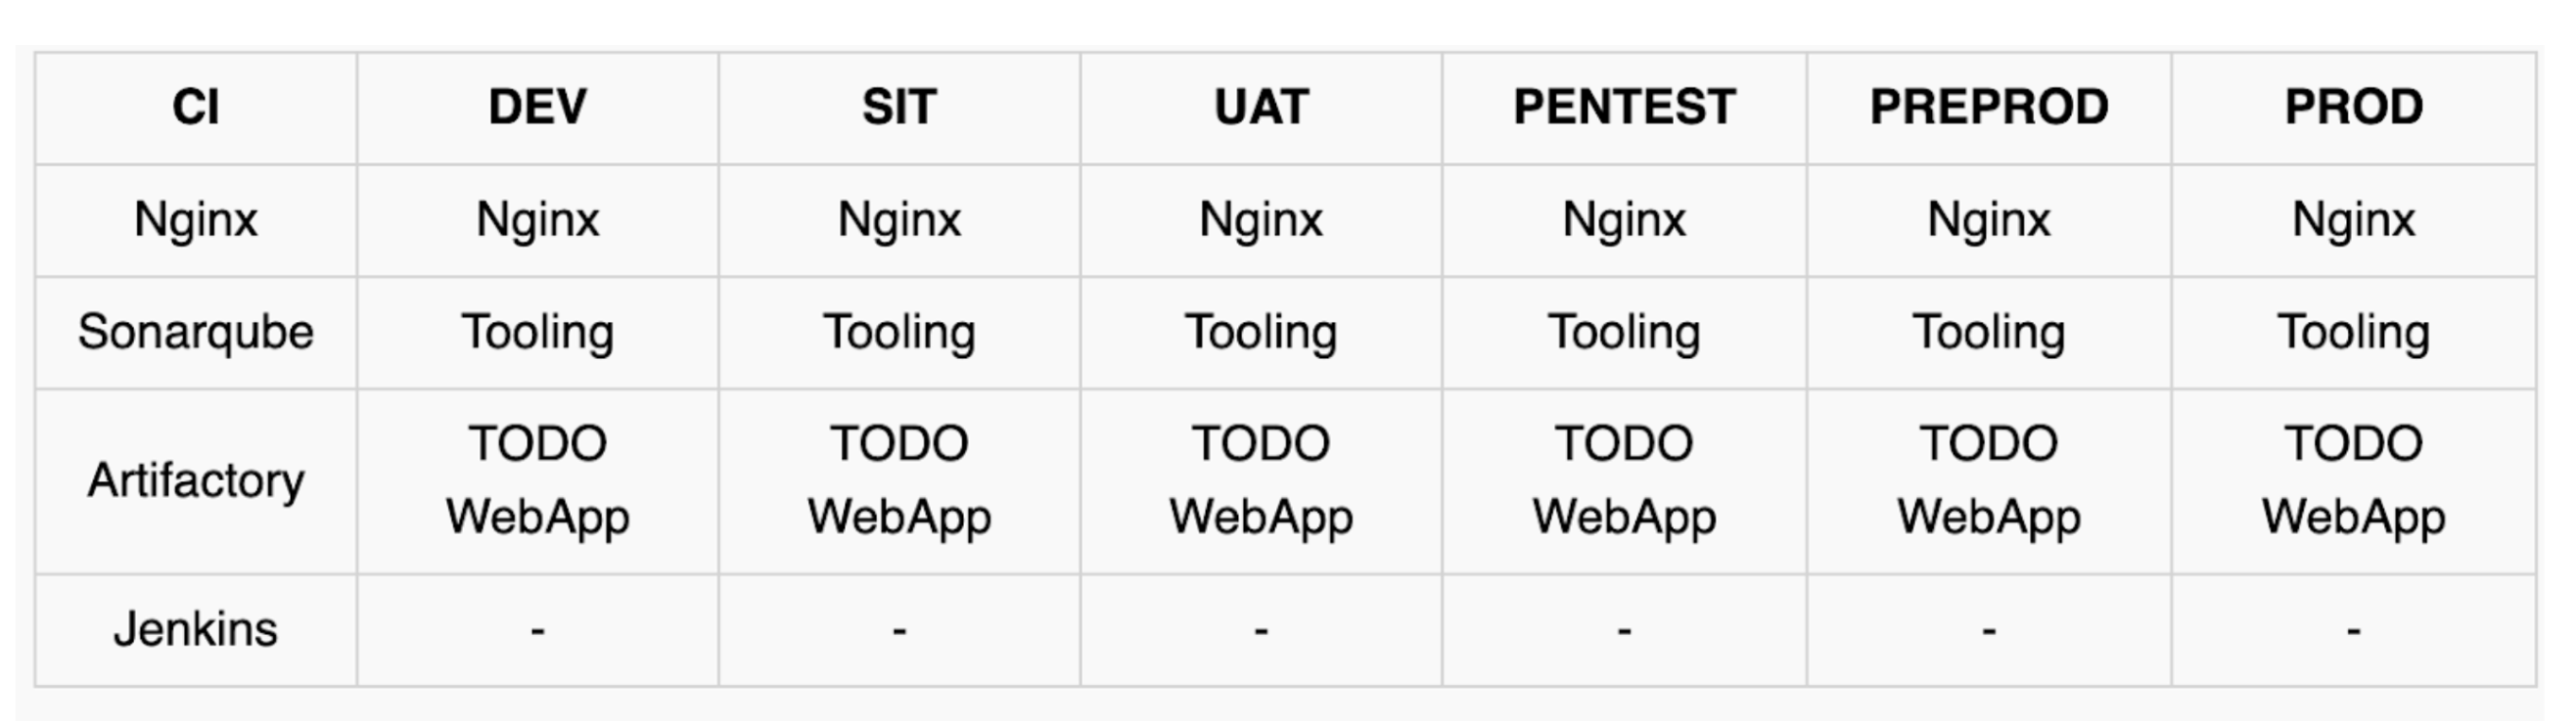 CI DEV SIT UAT PENTEST PREPROD PROD
Nginx Nginx Nginx Nginx Nginx Nginx Nginx
Sonarqube Tooling Tooling Tooling Tooling Tooling Tooling
Artifactory TODO WebApp TODO WebApp TODO WebApp TODO WebApp TODO WebApp TODO WebApp
Jenkins - - - - - -